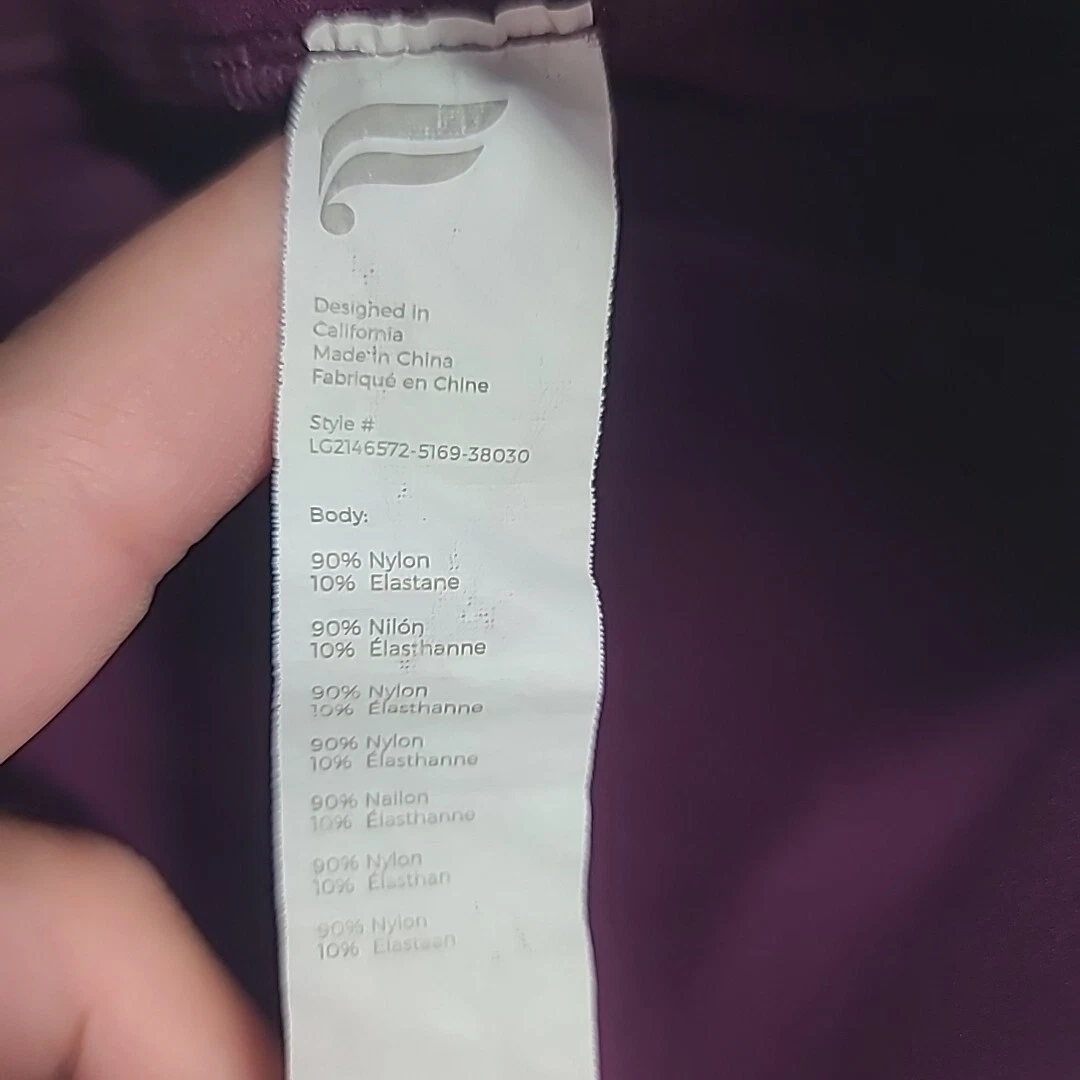 Designed in
California
Made in China
Fabriqué en Chine
Style #
LG2146572-5169-38030
Body:
90% Nylon
10% Elastane
90% Nilón
10% Élasthanne
90% Nylon
10% Élasthanne
90% Nylon
10% Élasthanne
90% Nailon
10% Élasthanne
90% Nylon
10% Élasthan
90% Nylon
10% Elastaan